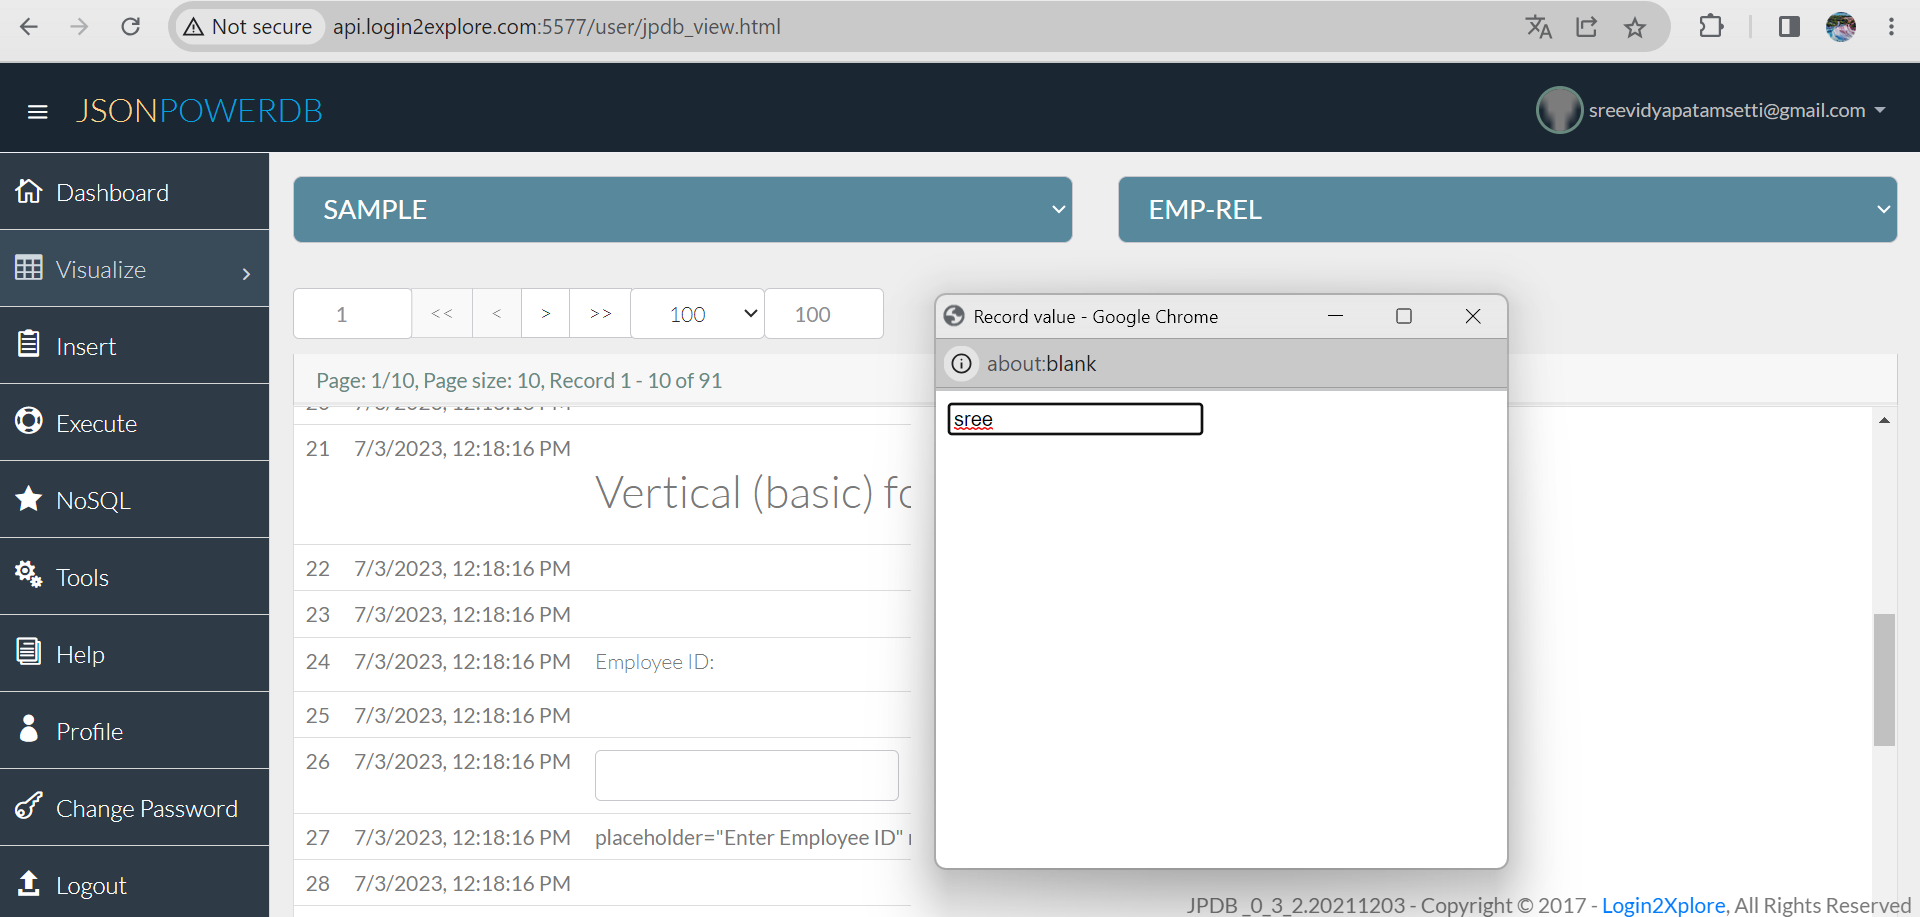 Not secure api.login2explore.com:5577/user/jpdb_view.html
JSONPOWERDB
sreevidyapatamsetti@gmail.com
Dashboard
Visualize
Insert
Execute
NoSQL
Tools
Help
Profile
Change Password
Logout
SAMPLE
EMP-REL
1 << < > >> 100 100
Page: 1/10, Page size: 10, Record 1 - 10 of 91
21 7/3/2023, 12:18:16 PM
Vertical (basic) fo
22 7/3/2023, 12:18:16 PM
23 7/3/2023, 12:18:16 PM
24 7/3/2023, 12:18:16 PM Employee ID:
25 7/3/2023, 12:18:16 PM
26 7/3/2023, 12:18:16 PM
27 7/3/2023, 12:18:16 PM placeholder="Enter Employee ID"
28 7/3/2023, 12:18:16 PM
Record value - Google Chrome
about:blank
sree
JPDB_0_3_2.20211203 - Copyright © 2017 - Login2Xplore, All Rights Reserved